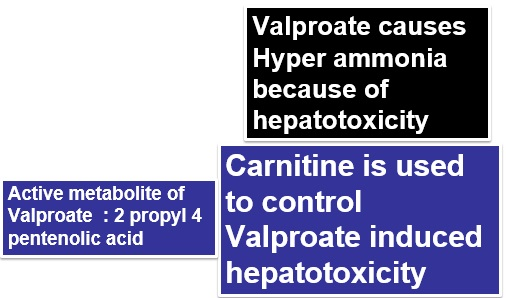 Valproate causes
Hyper ammonia
because of
hepatotoxicity
Carnitine is used
to control
Valproate induced
hepatotoxicity
Active metabolite of
Valproate : 2 propyl 4
pentenolic acid